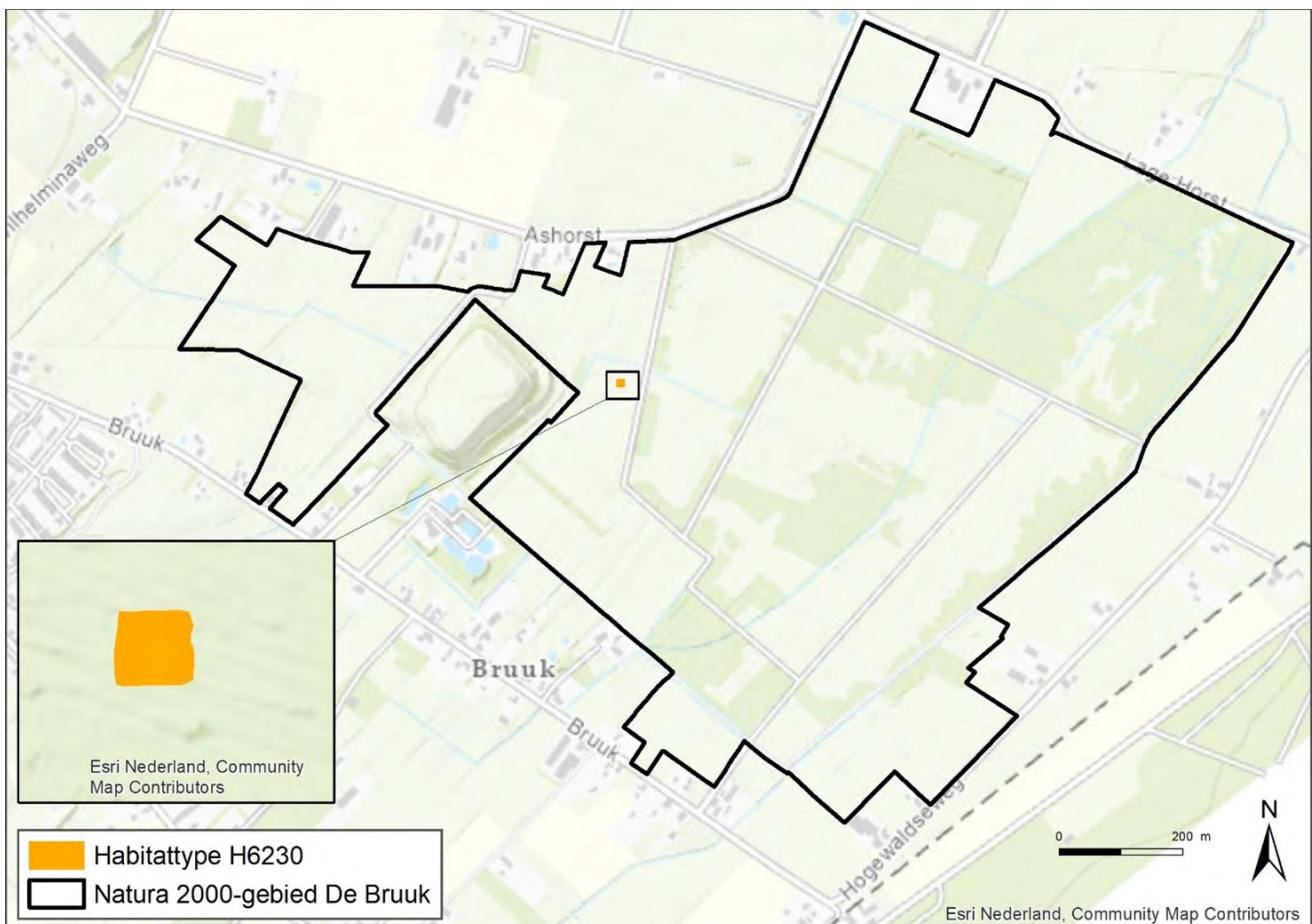 lhelminaweg
Lage Horst
Ashorst
Bruuk
Bruuk
Bruuk
Hogewaldseweg
Esri Nederland, Community
Map Contributors
Habitattype H6230
Natura 2000-gebied De Bruuk
0 200 m
N
Esri Nederland, Community Map Contributors